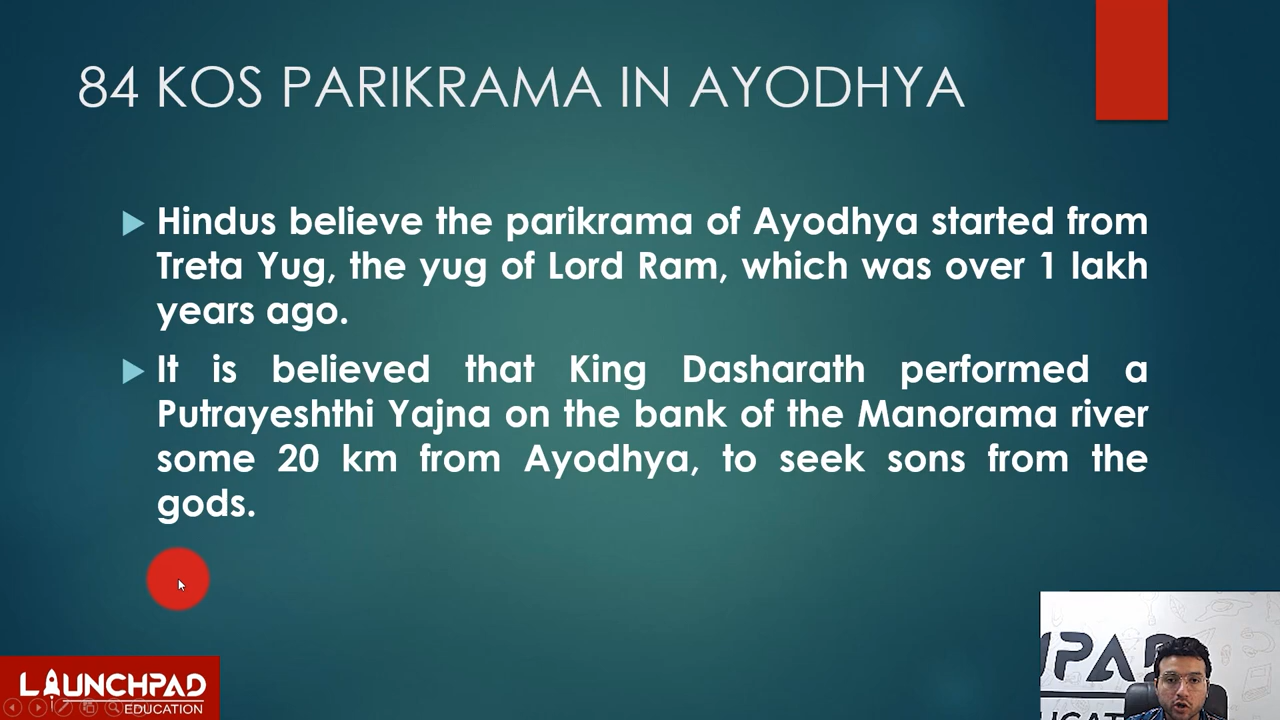 84 KOS PARIKRAMA IN AYODHYA
Hindus believe the parikrama of Ayodhya started from
Treta Yug, the yug of Lord Ram, which was over 1 lakh
years ago.
It is believed that King Dasharath performed a
Putrayeshthi Yajna on the bank of the Manorama river
some 20 km from Ayodhya, to seek sons from the
gods.
LAUNCHPAD
EDUCATION